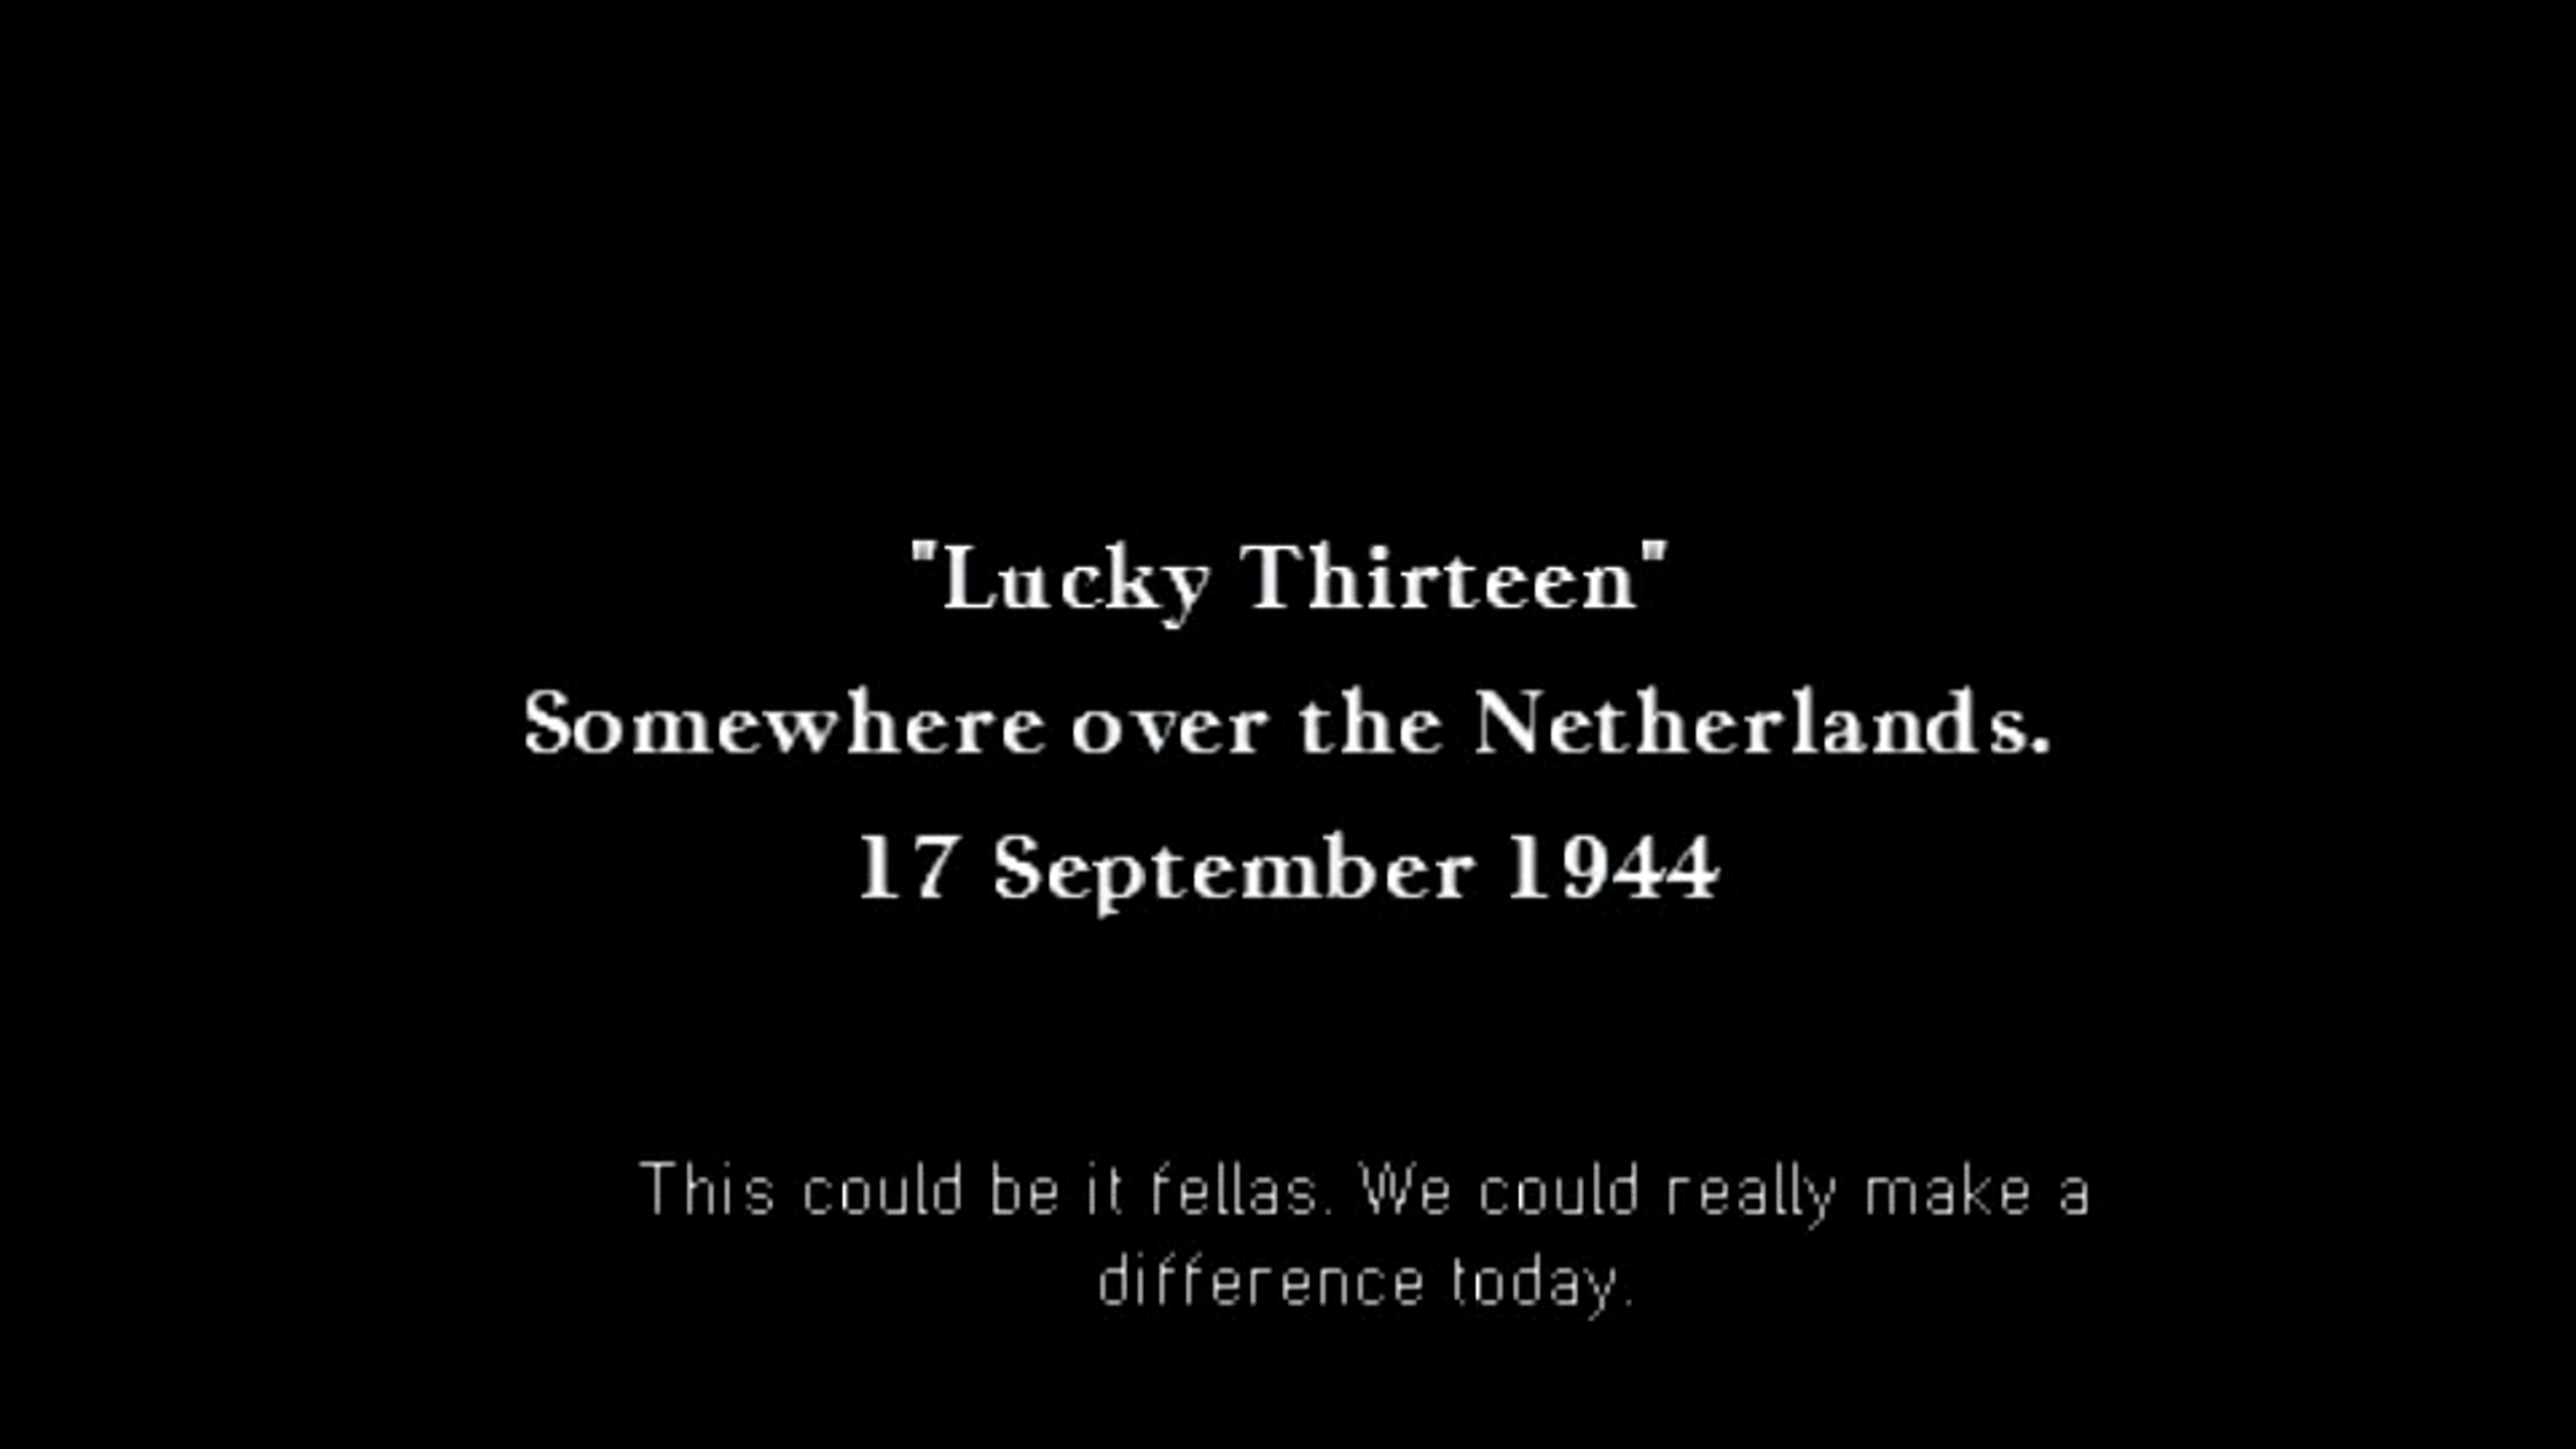 "Lucky Thirteen"
Somewhere over the Netherlands.
17 September 1944
This could be it fellas. We could really make a
difference today.